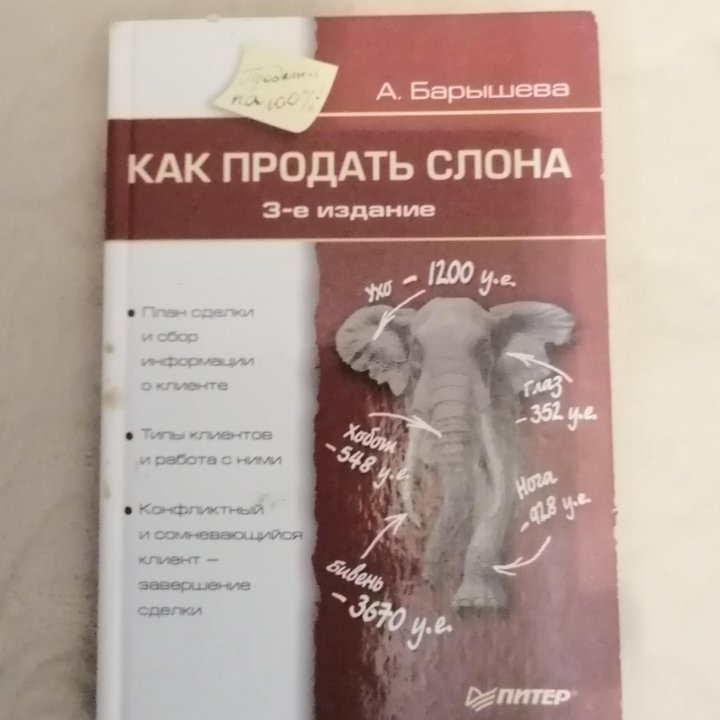 Продажи
на 100%!
А. Барышева
КАК ПРОДАТЬ СЛОНА
3-е издание
• План сделки
и сбор
информации
о клиенте
• Типы клиентов
и работа с ними
• Конфликтный
и сомневающийся
клиент –
завершение
сделки
Ухо – 1200 у.е.
Глаз
– 352 у.е.
Хобот
– 548 у.е.
Нога
– 928 у.е.
Бивень
– 3670 у.е.
ПИТЕР